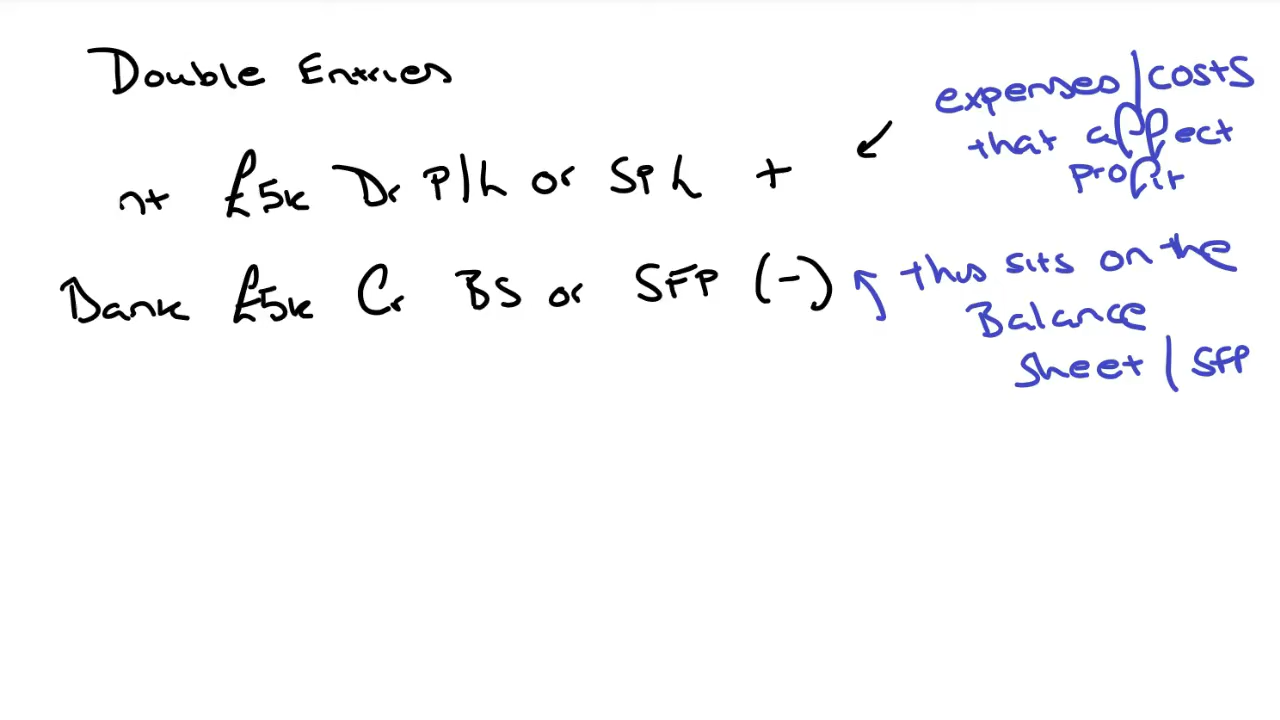 Double Entries
nt £5k Dr P/L or SPL +
Bank £5k Cr BS or SFP (-)
expenses/costs
that affect
profit
this sits on the
Balance
Sheet / SFP